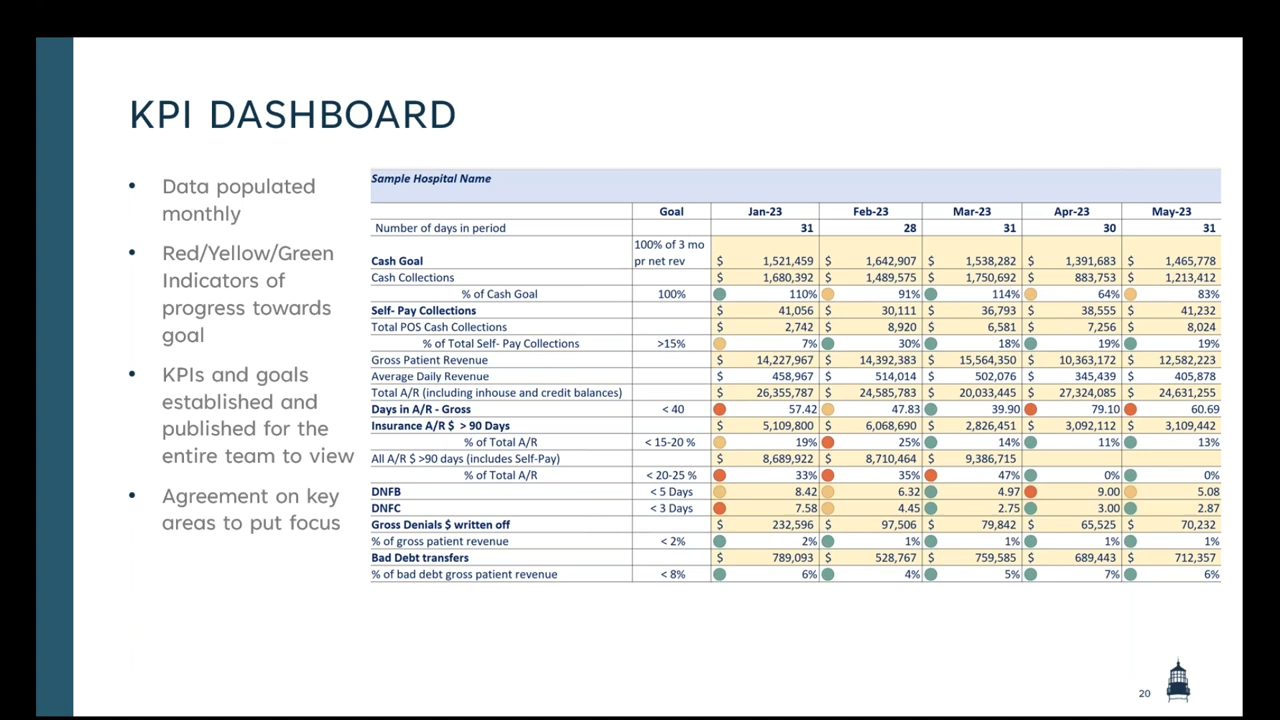 KPI DASHBOARD
• Data populated
monthly
• Red/Yellow/Green
Indicators of
progress towards
goal
• KPIs and goals
established and
published for the
entire team to view
• Agreement on key
areas to put focus
Sample Hospital Name
Goal Jan-23 Feb-23 Mar-23 Apr-23 May-23
Number of days in period 31 28 31 30 31
100% of 3 mo
Cash Goal pr net rev $ 1,521,459 $ 1,642,907 $ 1,538,282 $ 1,391,683 $ 1,465,778
Cash Collections $ 1,680,392 $ 1,489,575 $ 1,750,692 $ 883,753 $ 1,213,412
% of Cash Goal 100% 110% 91% 114% 64% 83%
Self- Pay Collections $ 41,056 $ 30,111 $ 36,793 $ 38,555 $ 41,232
Total POS Cash Collections $ 2,742 $ 8,920 $ 6,581 $ 7,256 $ 8,024
% of Total Self- Pay Collections >15% 7% 30% 18% 19% 19%
Gross Patient Revenue $ 14,227,967 $ 14,392,383 $ 15,564,350 $ 10,363,172 $ 12,582,223
Average Daily Revenue $ 458,967 $ 514,014 $ 502,076 $ 345,439 $ 405,878
Total A/R (including inhouse and credit balances) $ 26,355,787 $ 24,585,783 $ 20,033,445 $ 27,324,085 $ 24,631,255
Days in A/R - Gross < 40 57.42 47.83 39.90 79.10 60.69
Insurance A/R $ > 90 Days $ 5,109,800 $ 6,068,690 $ 2,826,451 $ 3,092,112 $ 3,109,442
% of Total A/R < 15-20 % 19% 25% 14% 11% 13%
All A/R $ >90 days (includes Self-Pay) $ 8,689,922 $ 8,710,464 $ 9,386,715
% of Total A/R < 20-25 % 33% 35% 47% 0% 0%
DNFB < 5 Days 8.42 6.32 4.97 9.00 5.08
DNFC < 3 Days 7.58 4.45 2.75 3.00 2.87
Gross Denials $ written off $ 232,596 $ 97,506 $ 79,842 $ 65,525 $ 70,232
% of gross patient revenue < 2% 2% 1% 1% 1% 1%
Bad Debt transfers $ 789,093 $ 528,767 $ 759,585 $ 689,443 $ 712,357
% of bad debt gross patient revenue < 8% 6% 4% 5% 7% 6%
20